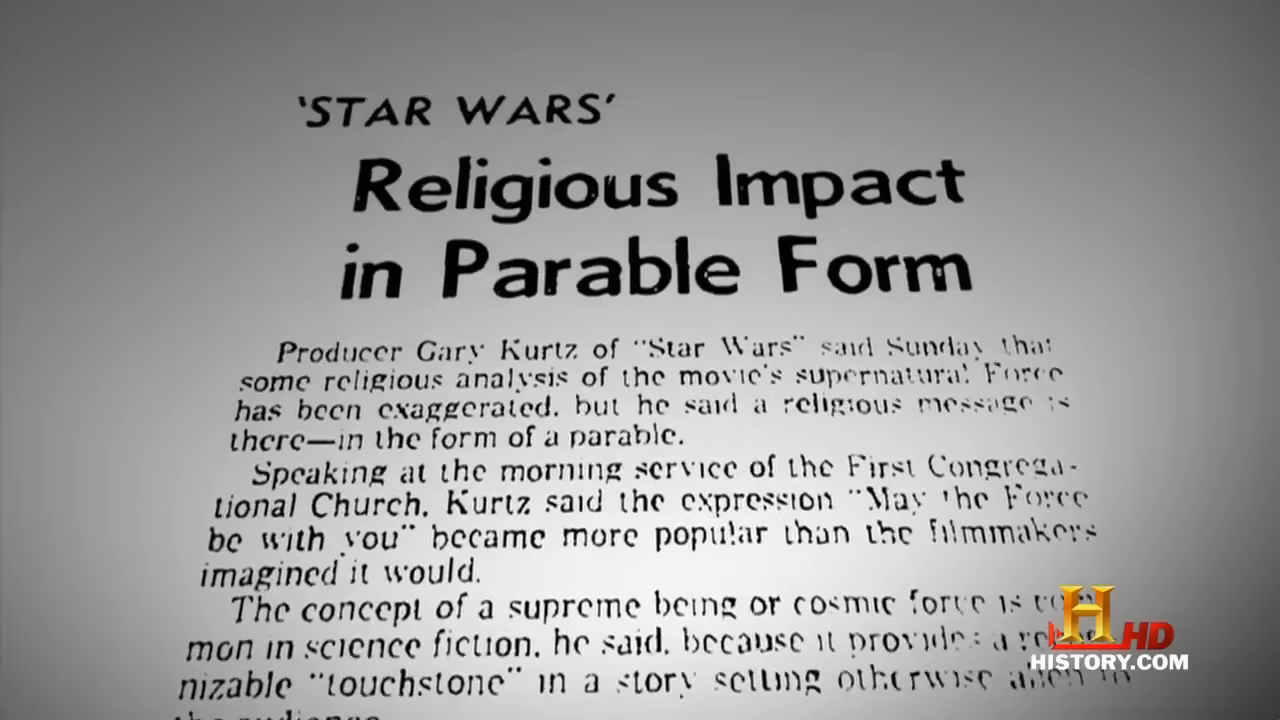 'STAR WARS'
Religious Impact
in Parable Form
Producer Gary Kurtz of "Star Wars" said Sunday that
some religious analysis of the movie's supernatural Force
has been exaggerated, but he said a religious message is
there—in the form of a parable.
Speaking at the morning service of the First Congrega-
tional Church, Kurtz said the expression "May the Force
be with you" became more popular than the filmmakers
imagined it would.
The concept of a supreme being or cosmic force is
mon in science fiction, he said, because it provides a
nizable "touchstone" in a story setting otherwise
the audience
H HD
HISTORY.COM